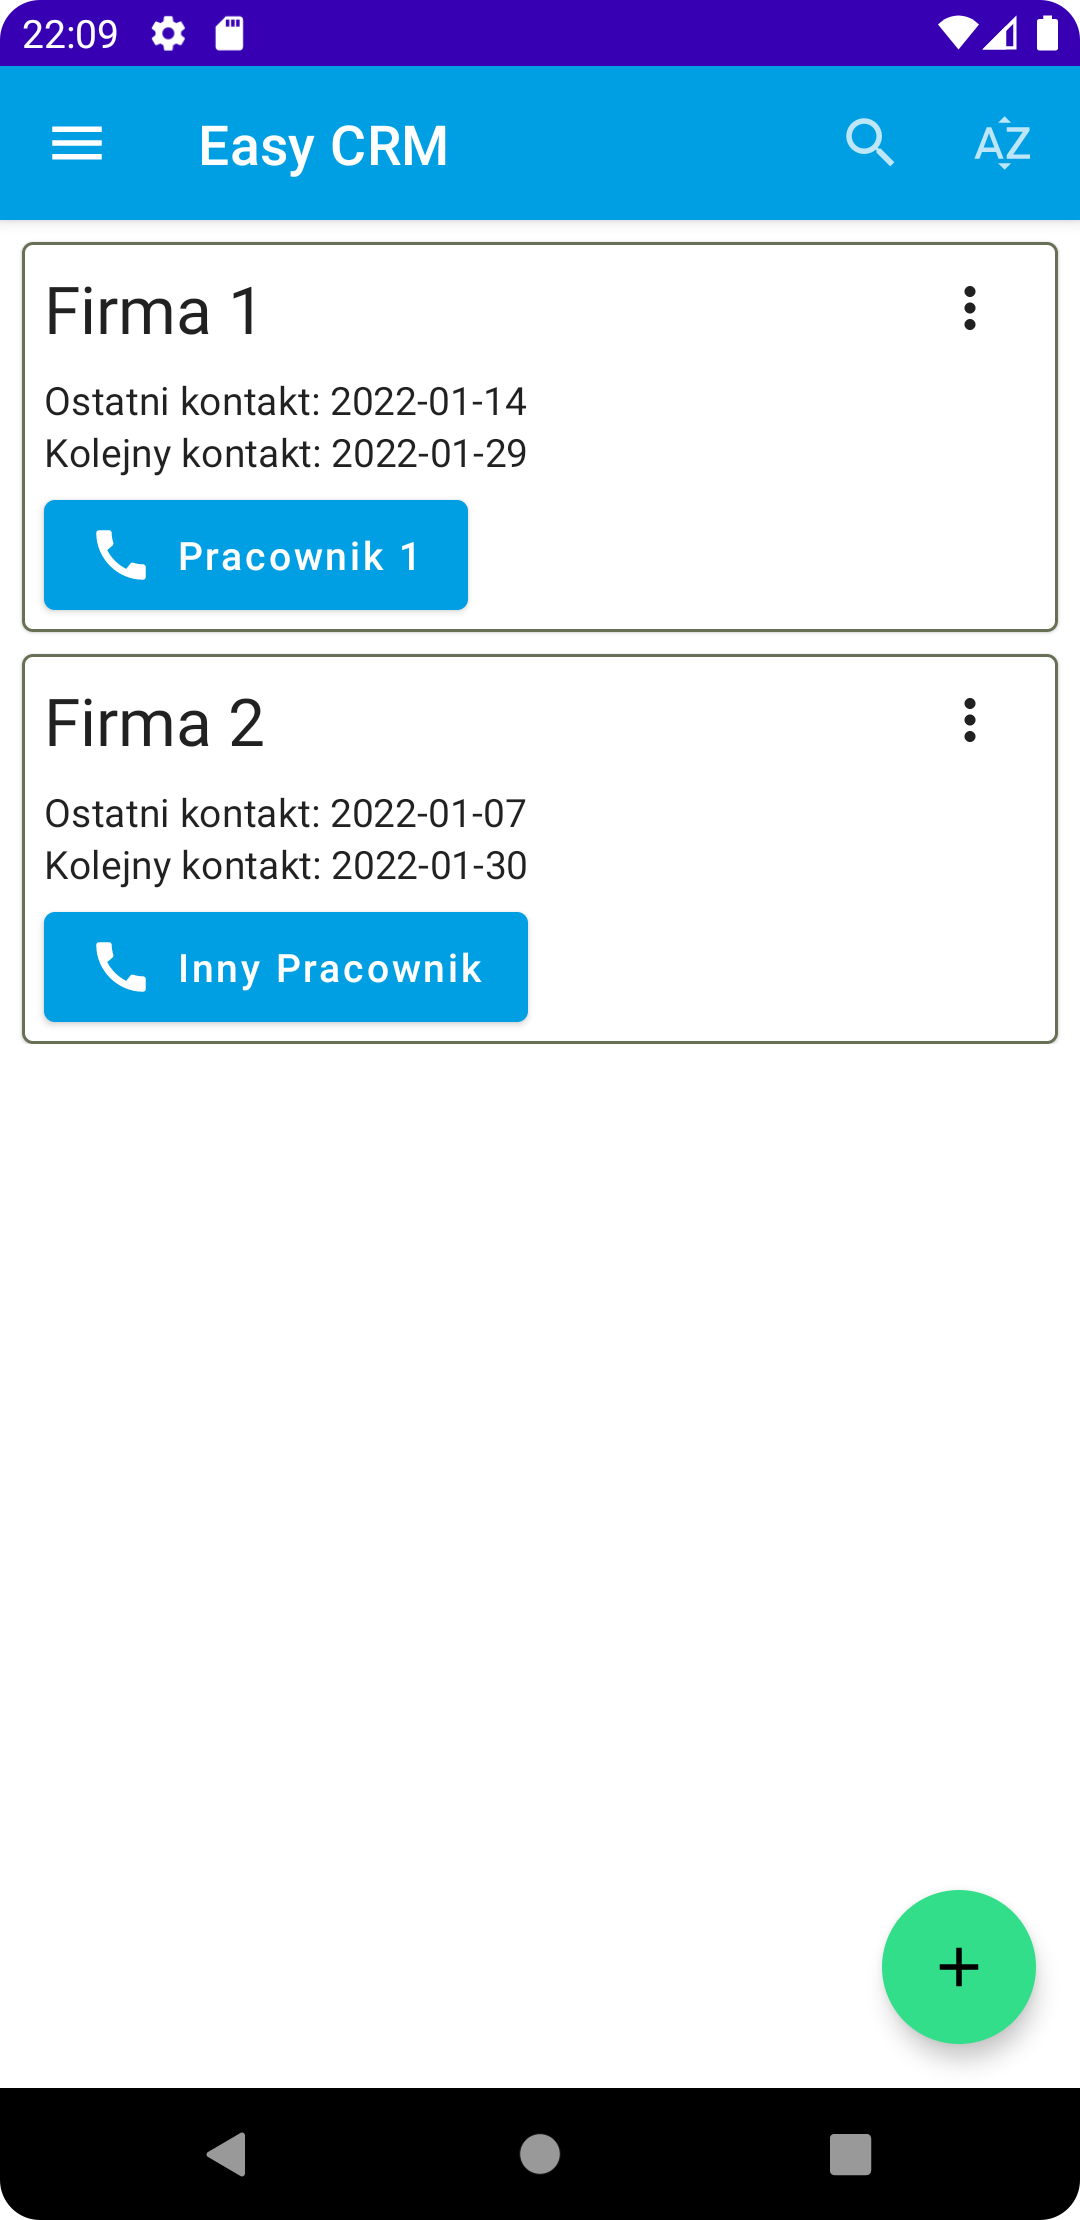 22:09
Easy CRM
AZ
Firma 1
Ostatni kontakt: 2022-01-14
Kolejny kontakt: 2022-01-29
Pracownik 1
Firma 2
Ostatni kontakt: 2022-01-07
Kolejny kontakt: 2022-01-30
Inny Pracownik